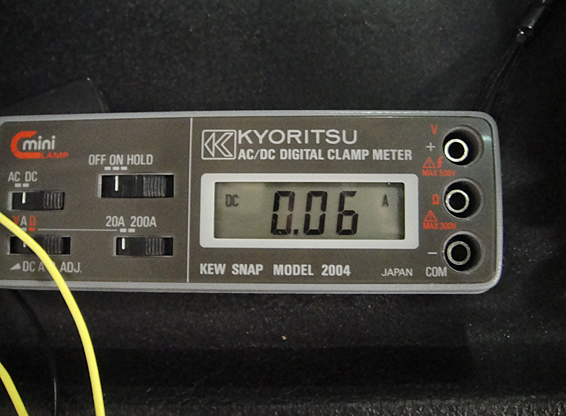 mini
CLAMP
AC DC
OFF ON HOLD
V A Ω
20A 200A
DC A ADJ.
KYORITSU
AC/DC DIGITAL CLAMP METER
DC 0.06 A
KEW SNAP MODEL 2004
JAPAN
V
+
MAX 500V
Ω
MAX 300V
−
COM